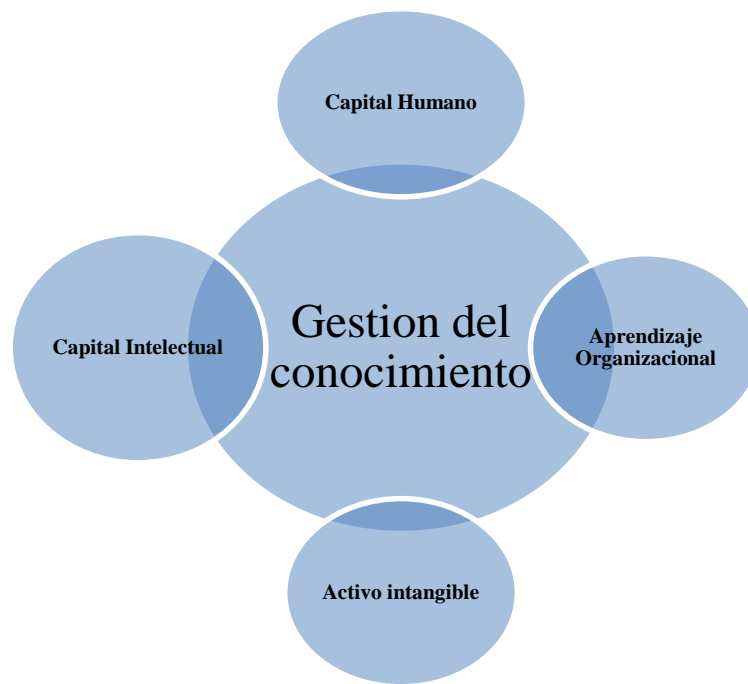 Capital Humano
Gestion del
conocimiento
Capital Intelectual
Aprendizaje
Organizacional
Activo intangible